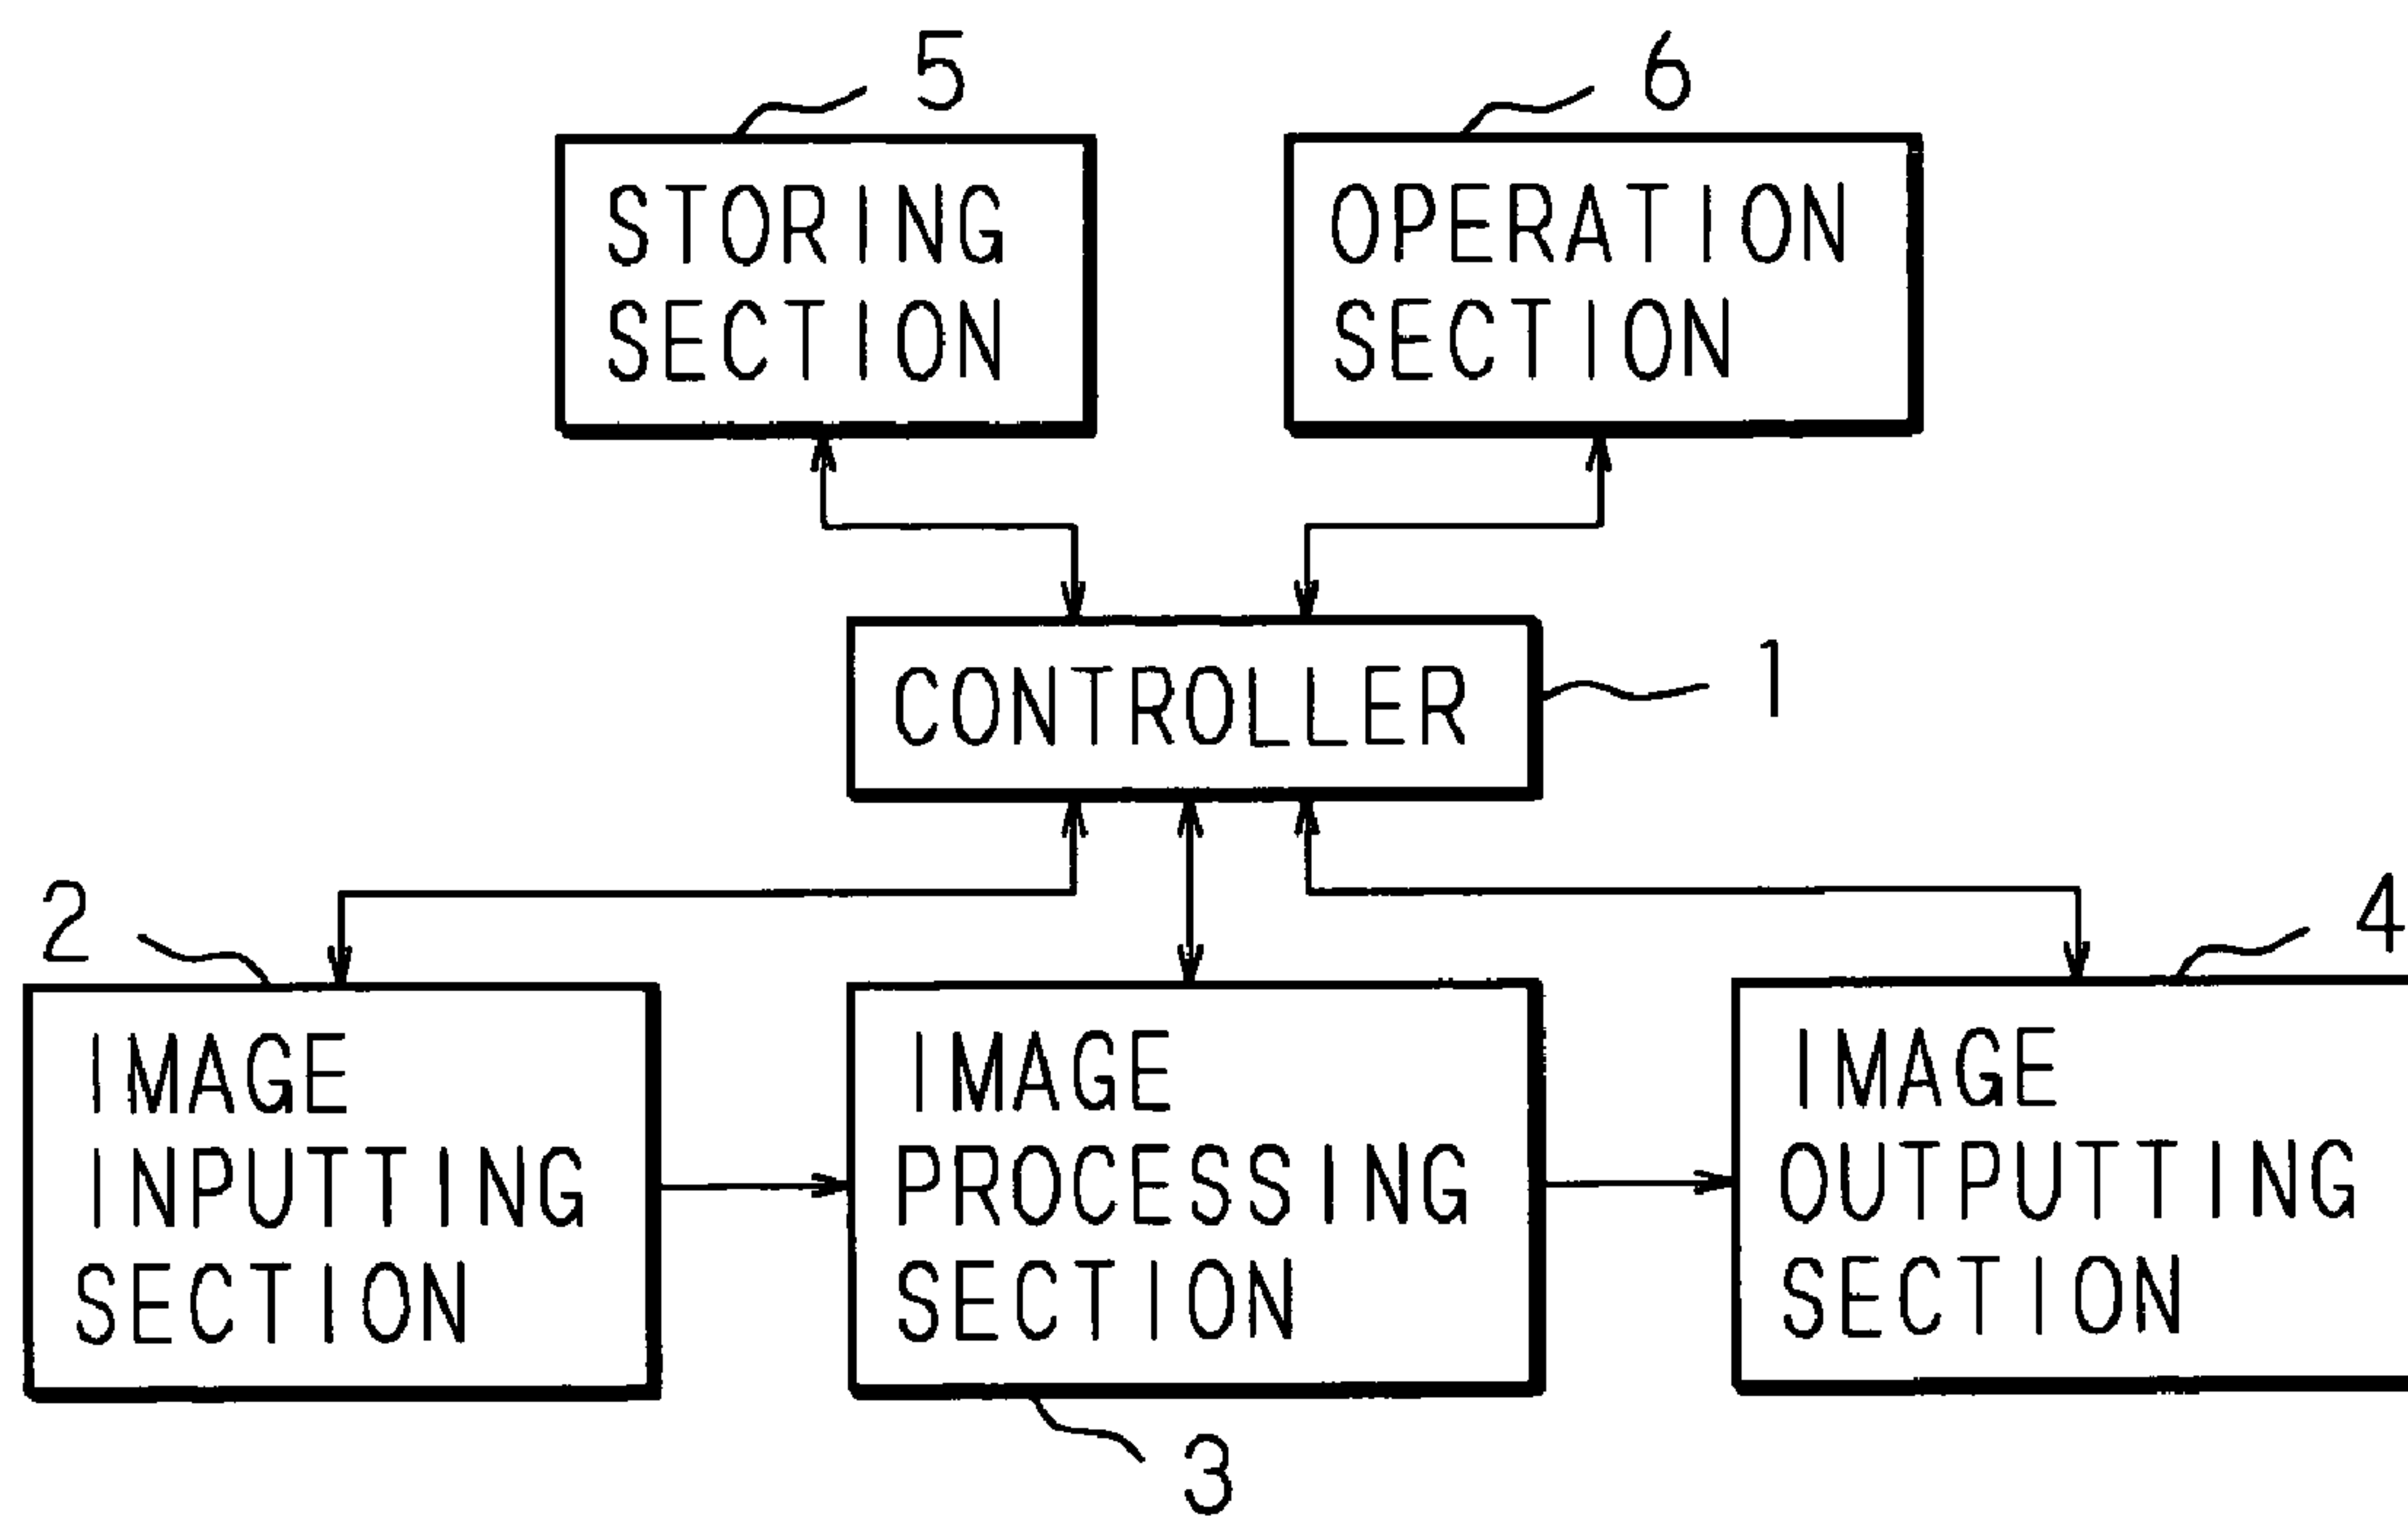 5
6
STORING
SECTION
OPERATION
SECTION
CONTROLLER
1
2
4
IMAGE
INPUTTING
SECTION
IMAGE
PROCESSING
SECTION
IMAGE
OUTPUTTING
SECTION
3